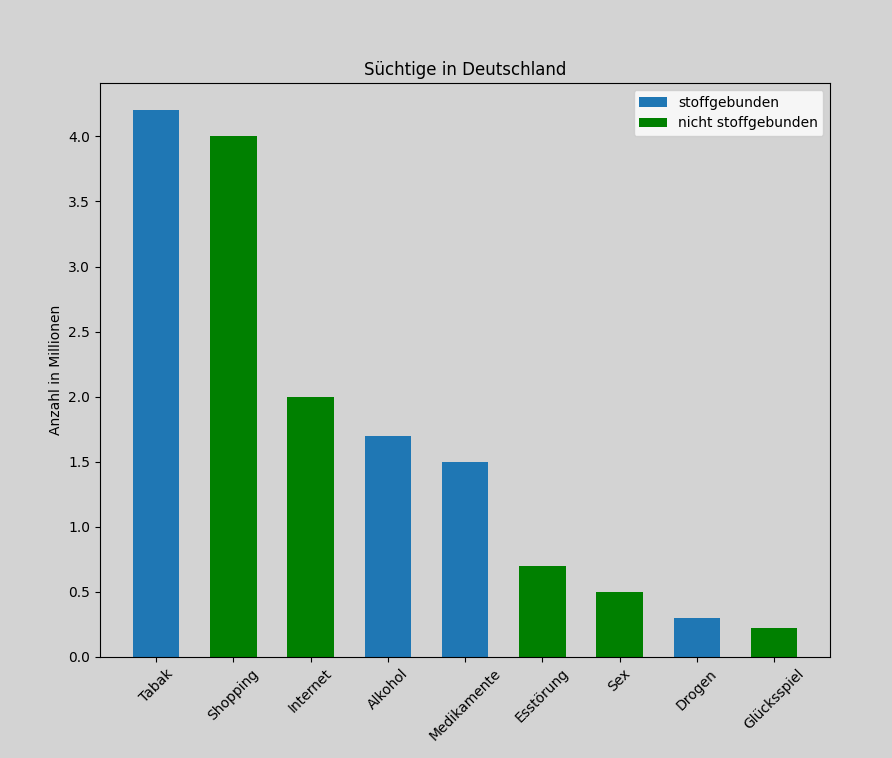 Süchtige in Deutschland
stoffgebunden
nicht stoffgebunden
Anzahl in Millionen
4.0
3.5
3.0
2.5
2.0
1.5
1.0
0.5
0.0
Tabak
Shopping
Internet
Alkohol
Medikamente
Esstörung
Sex
Drogen
Glücksspiel